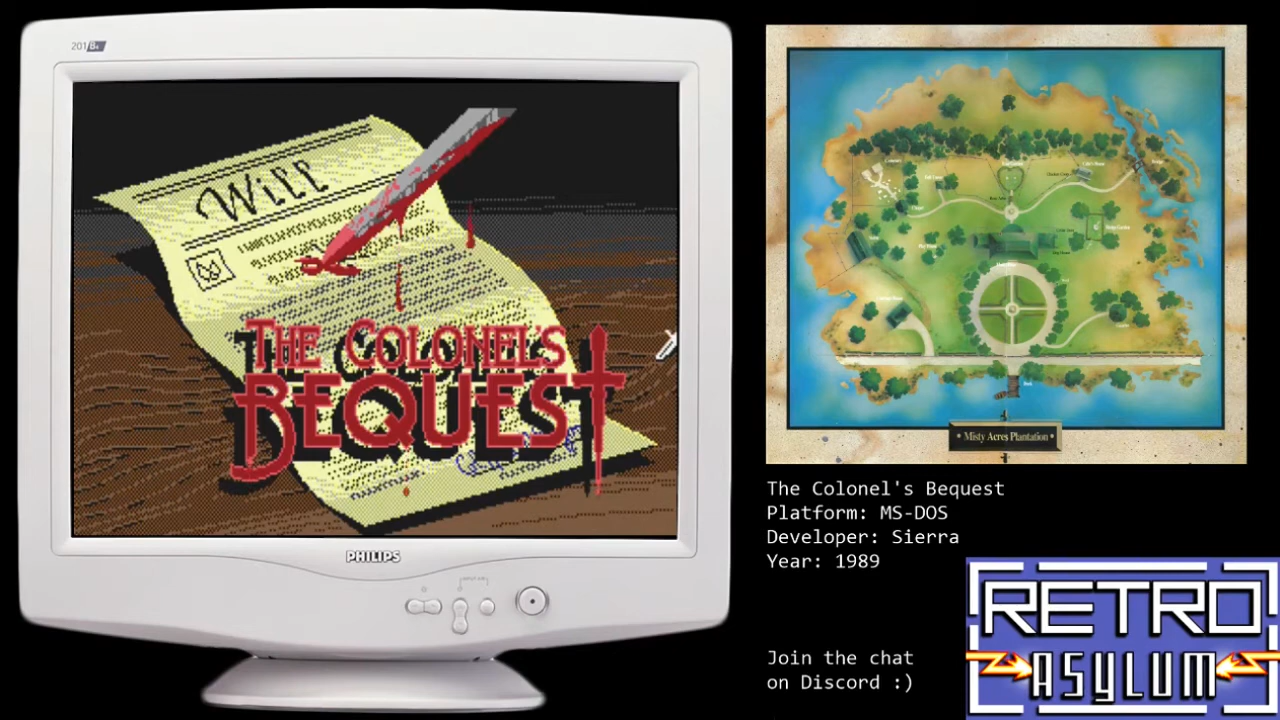 201B4
Will
THE COLONEL'S
BEQUEST
PHILIPS
Misty Acres Plantation
The Colonel's Bequest
Platform: MS-DOS
Developer: Sierra
Year: 1989
Join the chat
on Discord :)
RETRO
ASYLUM